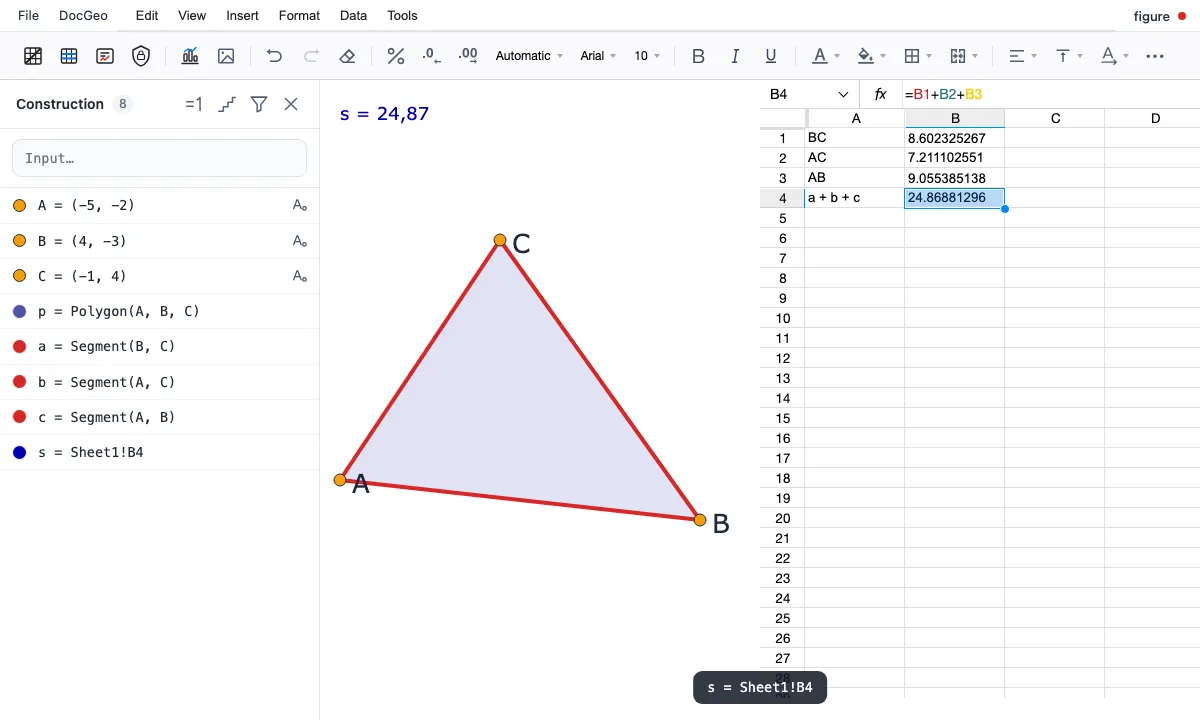 File DocGeo Edit View Insert Format Data Tools figure
% .0 .00 Automatic Arial 10 B I U A A
Construction 8 =1
Input…
A = (−5, −2)
B = (4, −3)
C = (−1, 4)
p = Polygon(A, B, C)
a = Segment(B, C)
b = Segment(A, C)
c = Segment(A, B)
s = Sheet1!B4
s = 24,87
C
A
B
B4 fx =B1+B2+B3
A B C D
1 BC 8.602325267
2 AC 7.211102551
3 AB 9.055385138
4 a + b + c 24.86881296
5
6
7
8
9
10
11
12
13
14
15
16
17
18
19
20
21
22
23
24
25
26
27
28
s = Sheet1!B4